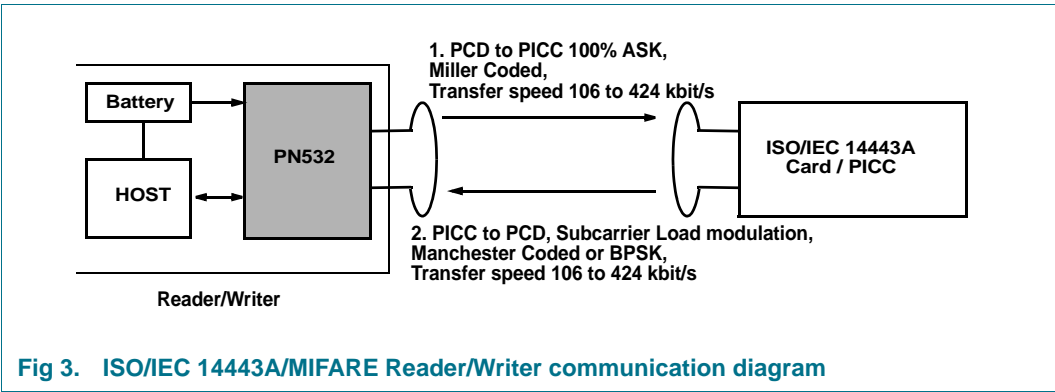 1. PCD to PICC 100% ASK,
Miller Coded,
Transfer speed 106 to 424 kbit/s
Battery
PN532
HOST
ISO/IEC 14443A
Card / PICC
2. PICC to PCD, Subcarrier Load modulation,
Manchester Coded or BPSK,
Transfer speed 106 to 424 kbit/s
Reader/Writer
Fig 3. ISO/IEC 14443A/MIFARE Reader/Writer communication diagram